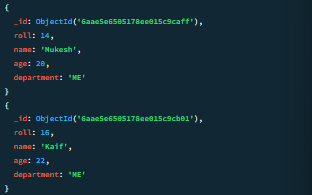 {
_id: ObjectId('6aae5e6505178ee015c9caff'),
roll: 14,
name: 'Mukesh',
age: 20,
department: 'ME'
}
{
_id: ObjectId('6aae5e6505178ee015c9cb01'),
roll: 16,
name: 'Kaif',
age: 22,
department: 'ME'
}